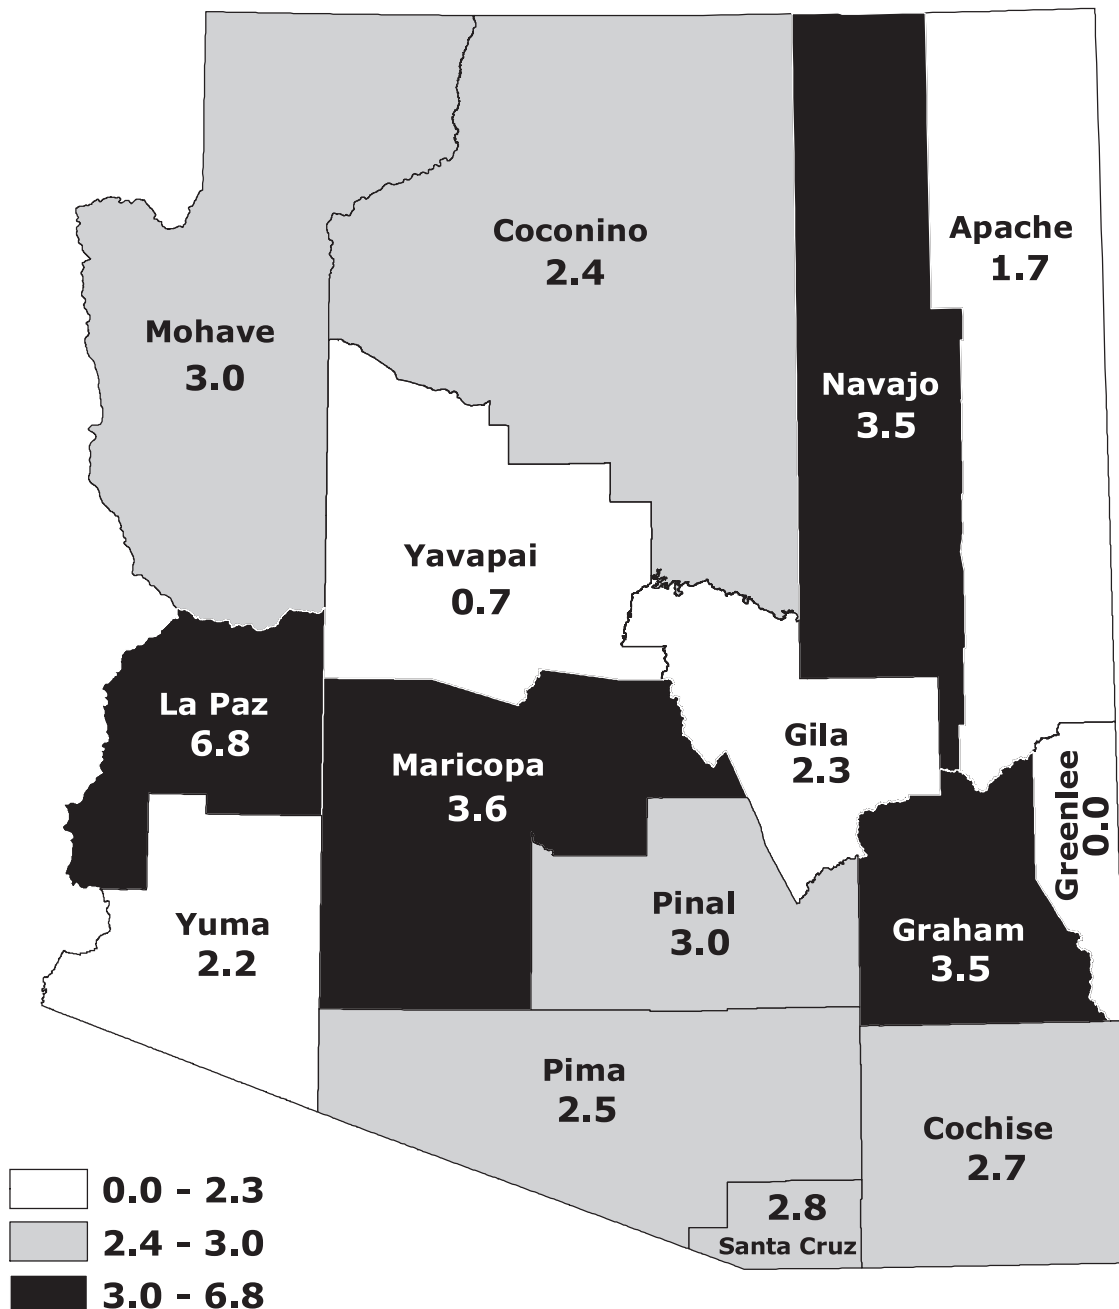 Coconino
2.4
Apache
1.7
Mohave
3.0
Navajo
3.5
Yavapai
0.7
La Paz
6.8
Maricopa
3.6
Gila
2.3
Greenlee
0.0
Yuma
2.2
Pinal
3.0
Graham
3.5
Pima
2.5
Cochise
2.7
2.8
Santa Cruz
0.0 - 2.3
2.4 - 3.0
3.0 - 6.8